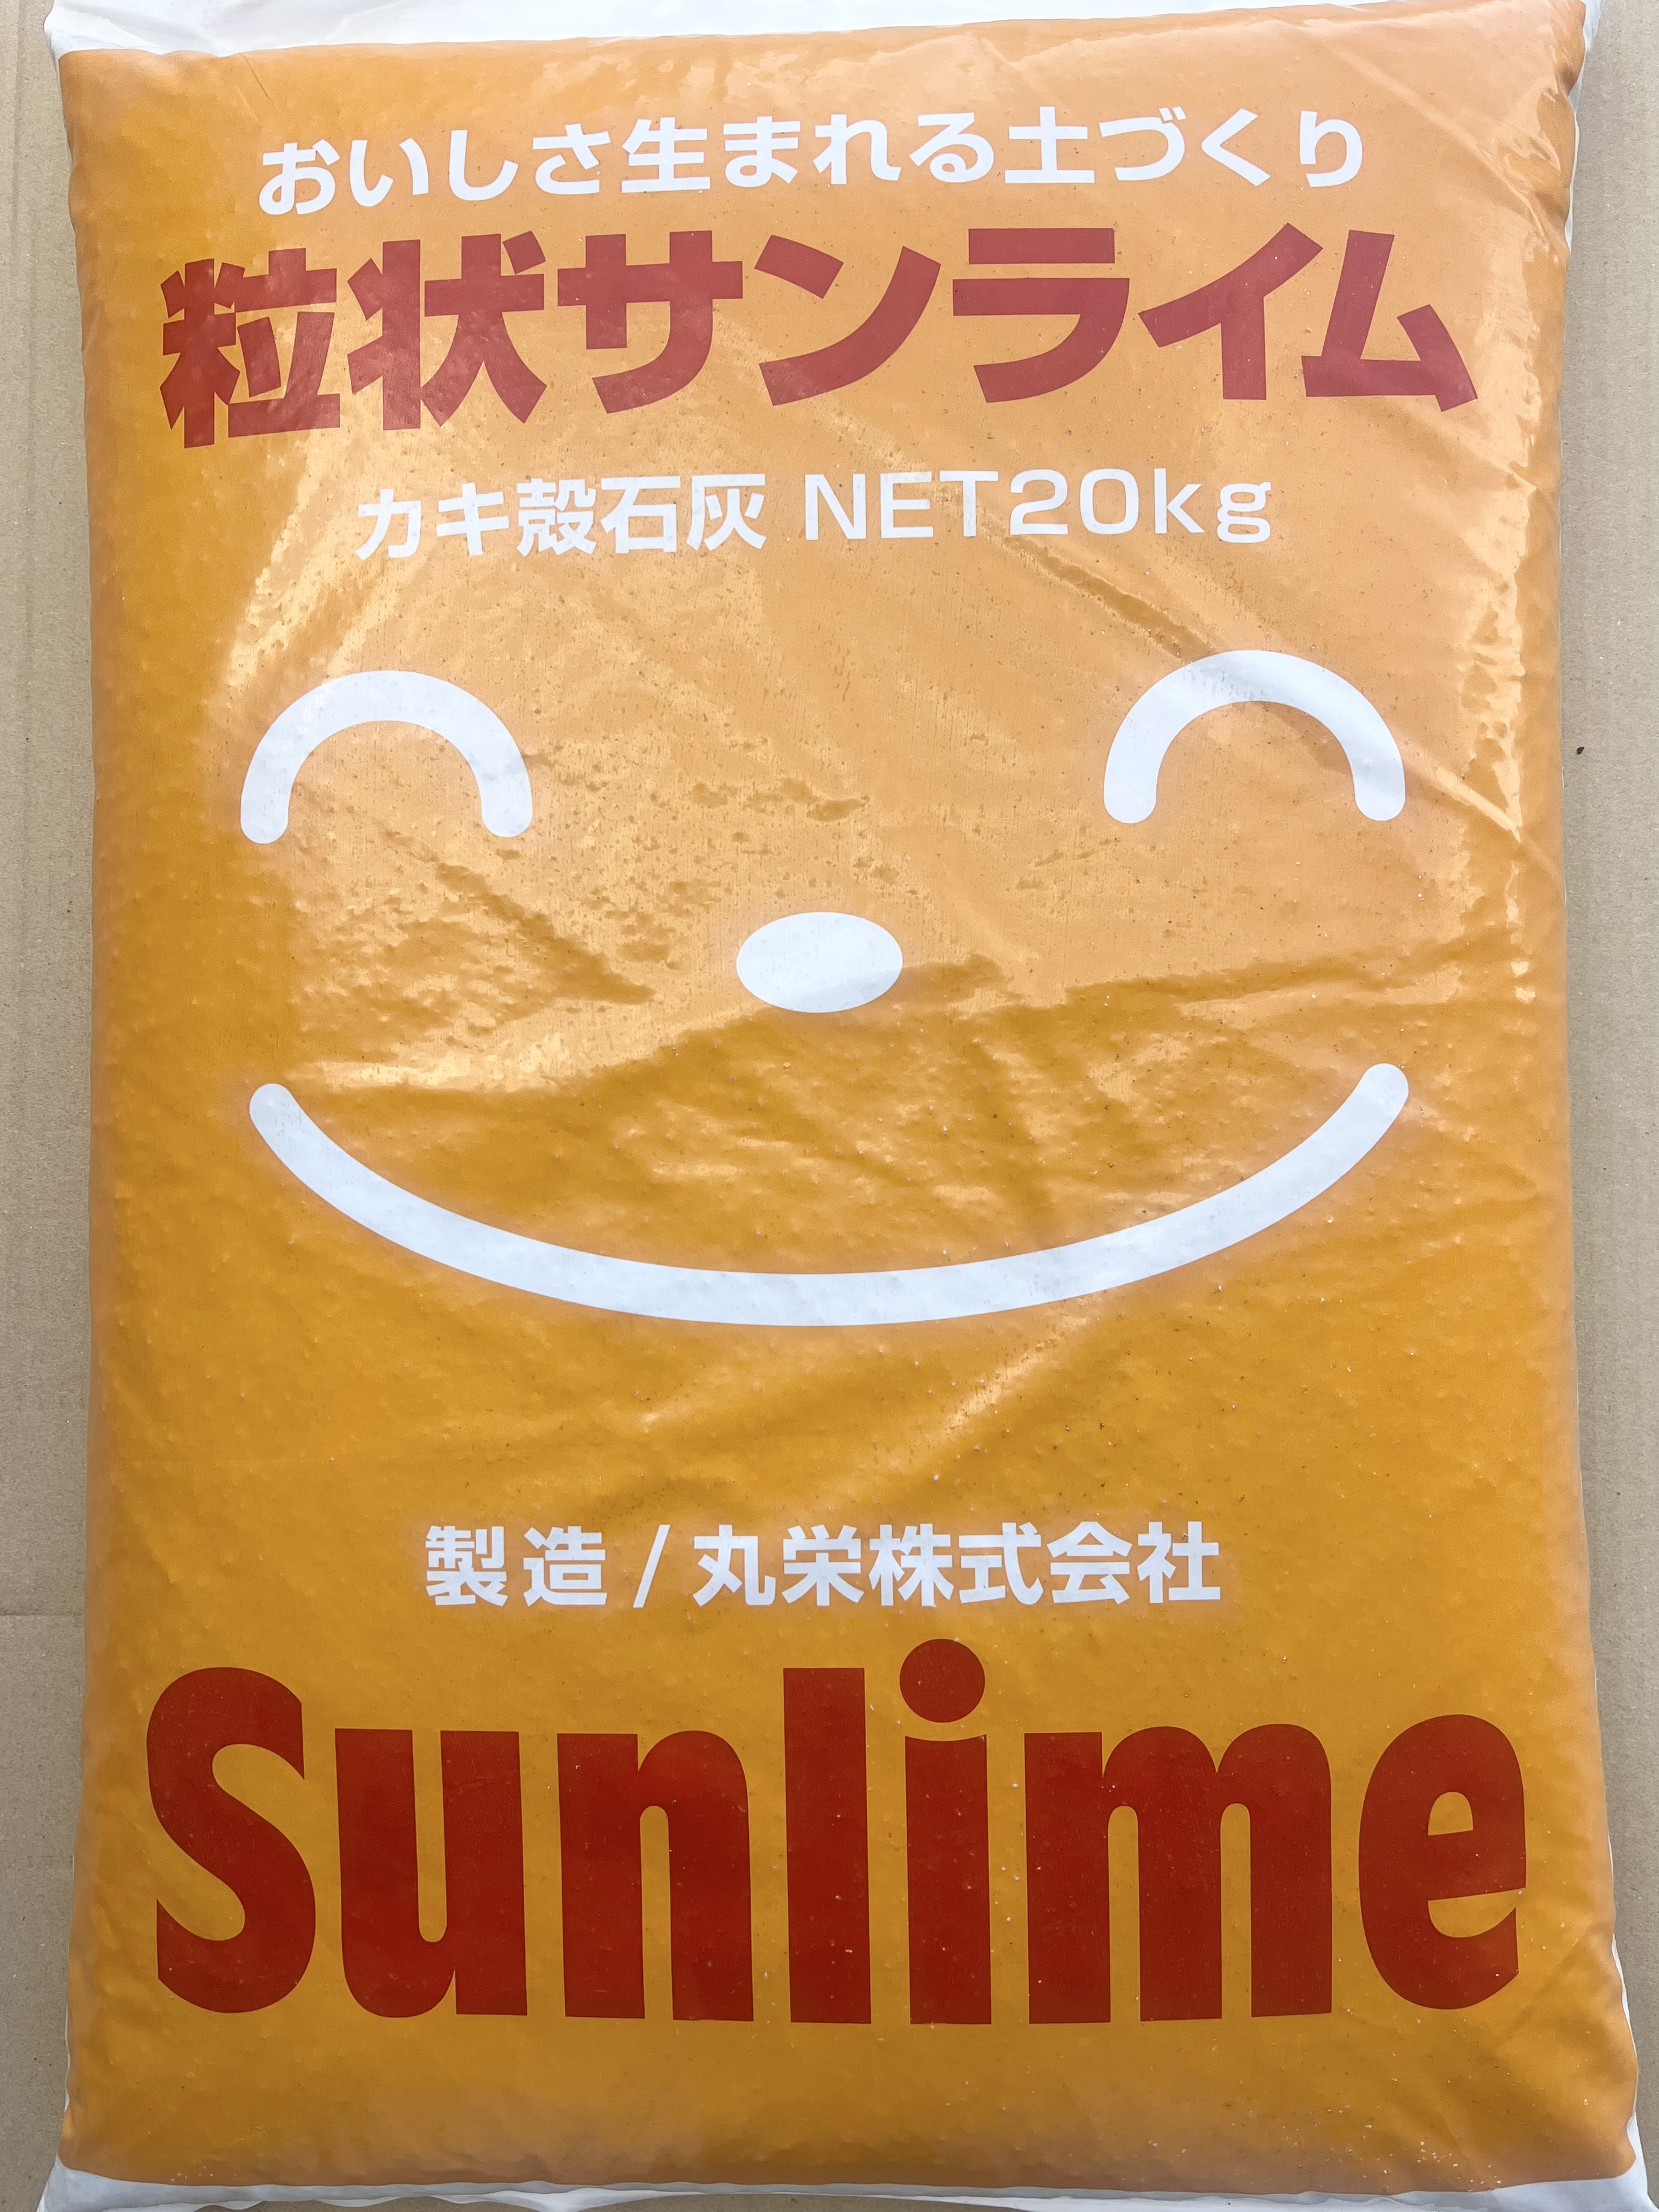 おいしさ生まれる土づくり
粒状サンライム
カキ殻石灰 NET20kg
製造/丸栄株式会社
Sunlime